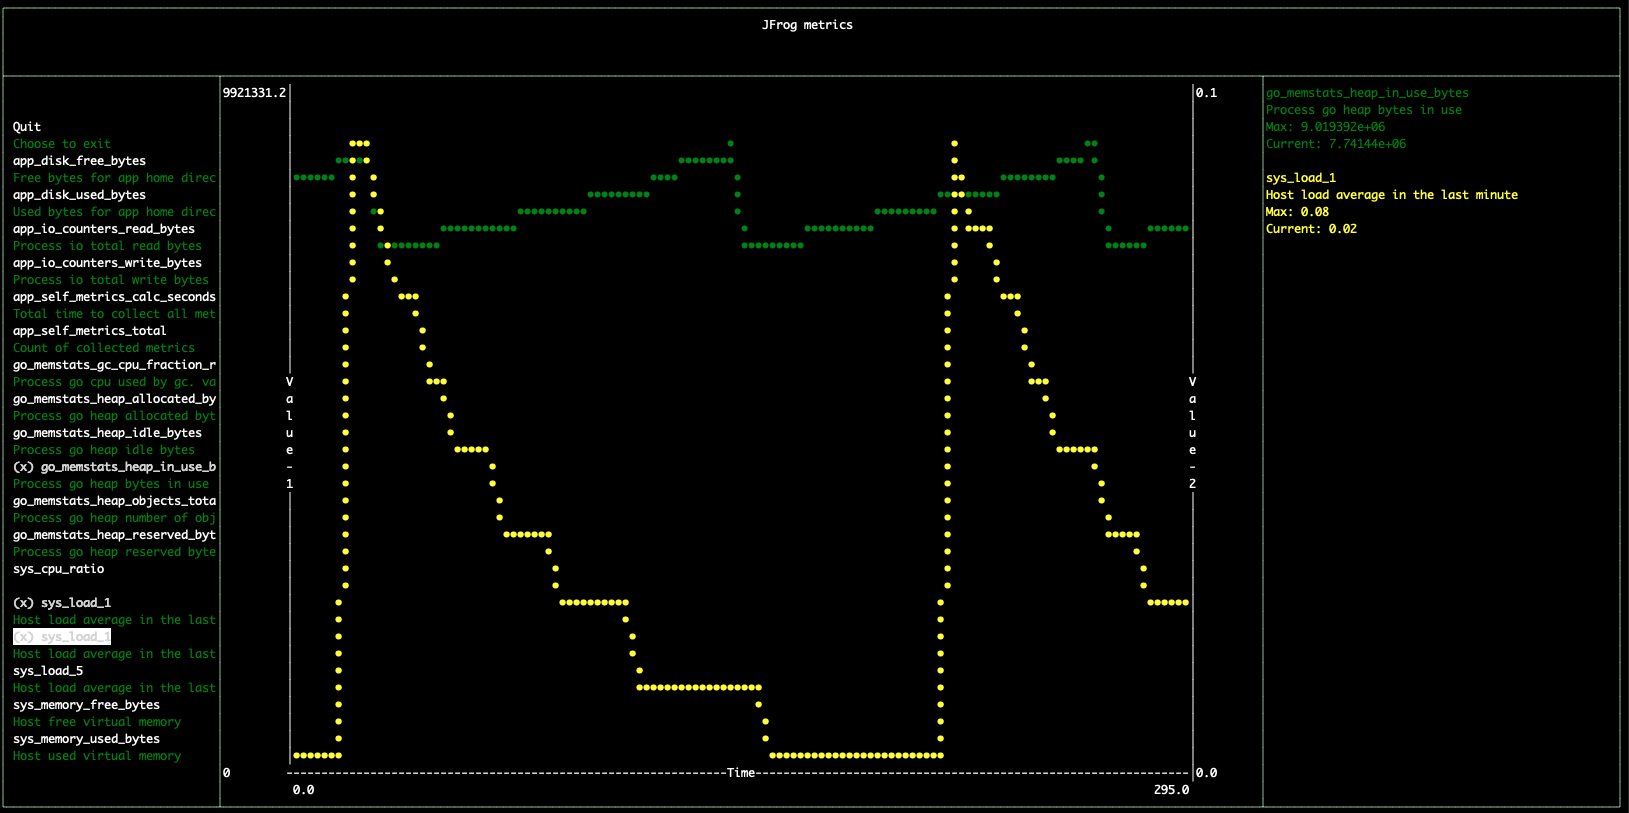 JFrog metrics
Quit
Choose to exit
app_disk_free_bytes
Free bytes for app home direc
app_disk_used_bytes
Used bytes for app home direc
app_io_counters_read_bytes
Process io total read bytes
app_io_counters_write_bytes
Process io total write bytes
app_self_metrics_calc_seconds
Total time to collect all met
app_self_metrics_total
Count of collected metrics
go_memstats_gc_cpu_fraction_r
Process go cpu used by gc. va
go_memstats_heap_allocated_by
Process go heap allocated byt
go_memstats_heap_idle_bytes
Process go heap idle bytes
(x) go_memstats_heap_in_use_b
Process go heap bytes in use
go_memstats_heap_objects_tota
Process go heap number of obj
go_memstats_heap_reserved_byt
Process go heap reserved byte
sys_cpu_ratio
(x) sys_load_1
Host load average in the last
(x) sys_load_1
Host load average in the last
sys_load_5
Host load average in the last
sys_memory_free_bytes
Host free virtual memory
sys_memory_used_bytes
Host used virtual memory
9921331.2
Value-1
0
Time
0.0
295.0
0.1
Value-2
0.0
go_memstats_heap_in_use_bytes
Process go heap bytes in use
Max: 9.019392e+06
Current: 7.74144e+06
sys_load_1
Host load average in the last minute
Max: 0.08
Current: 0.02